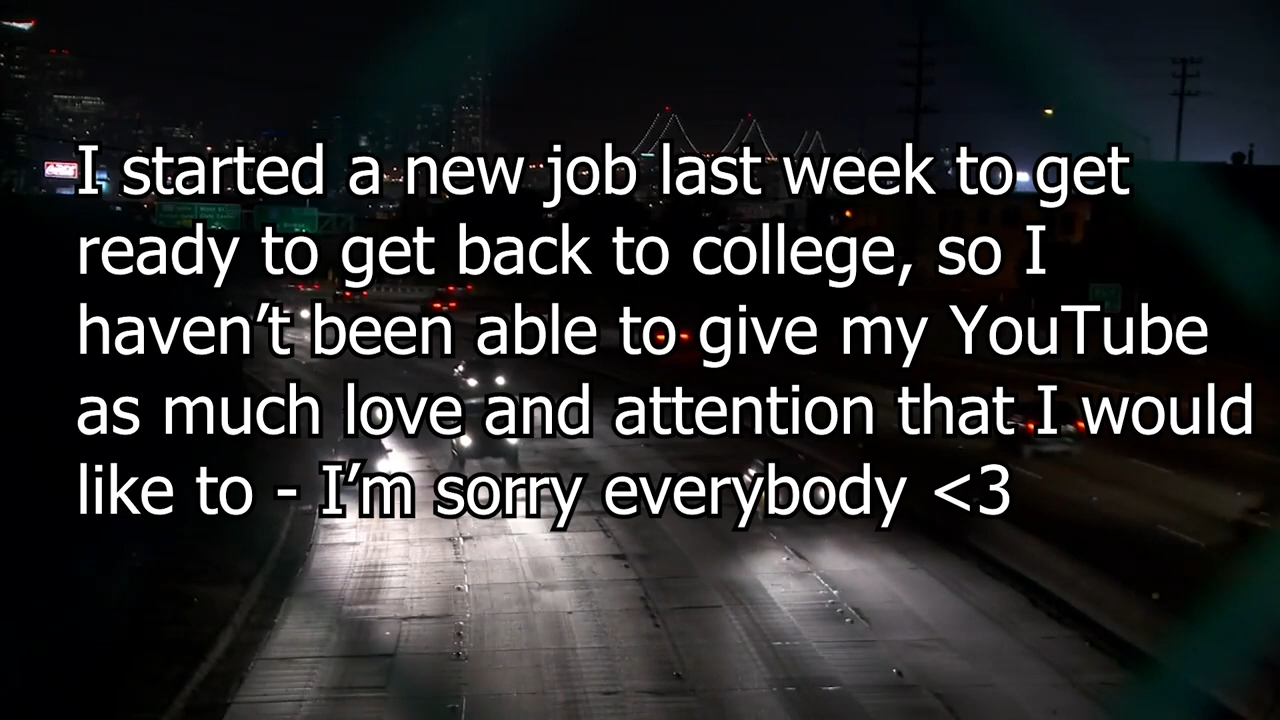 I started a new job last week to get
ready to get back to college, so I
haven’t been able to give my YouTube
as much love and attention that I would
like to - I’m sorry everybody <3